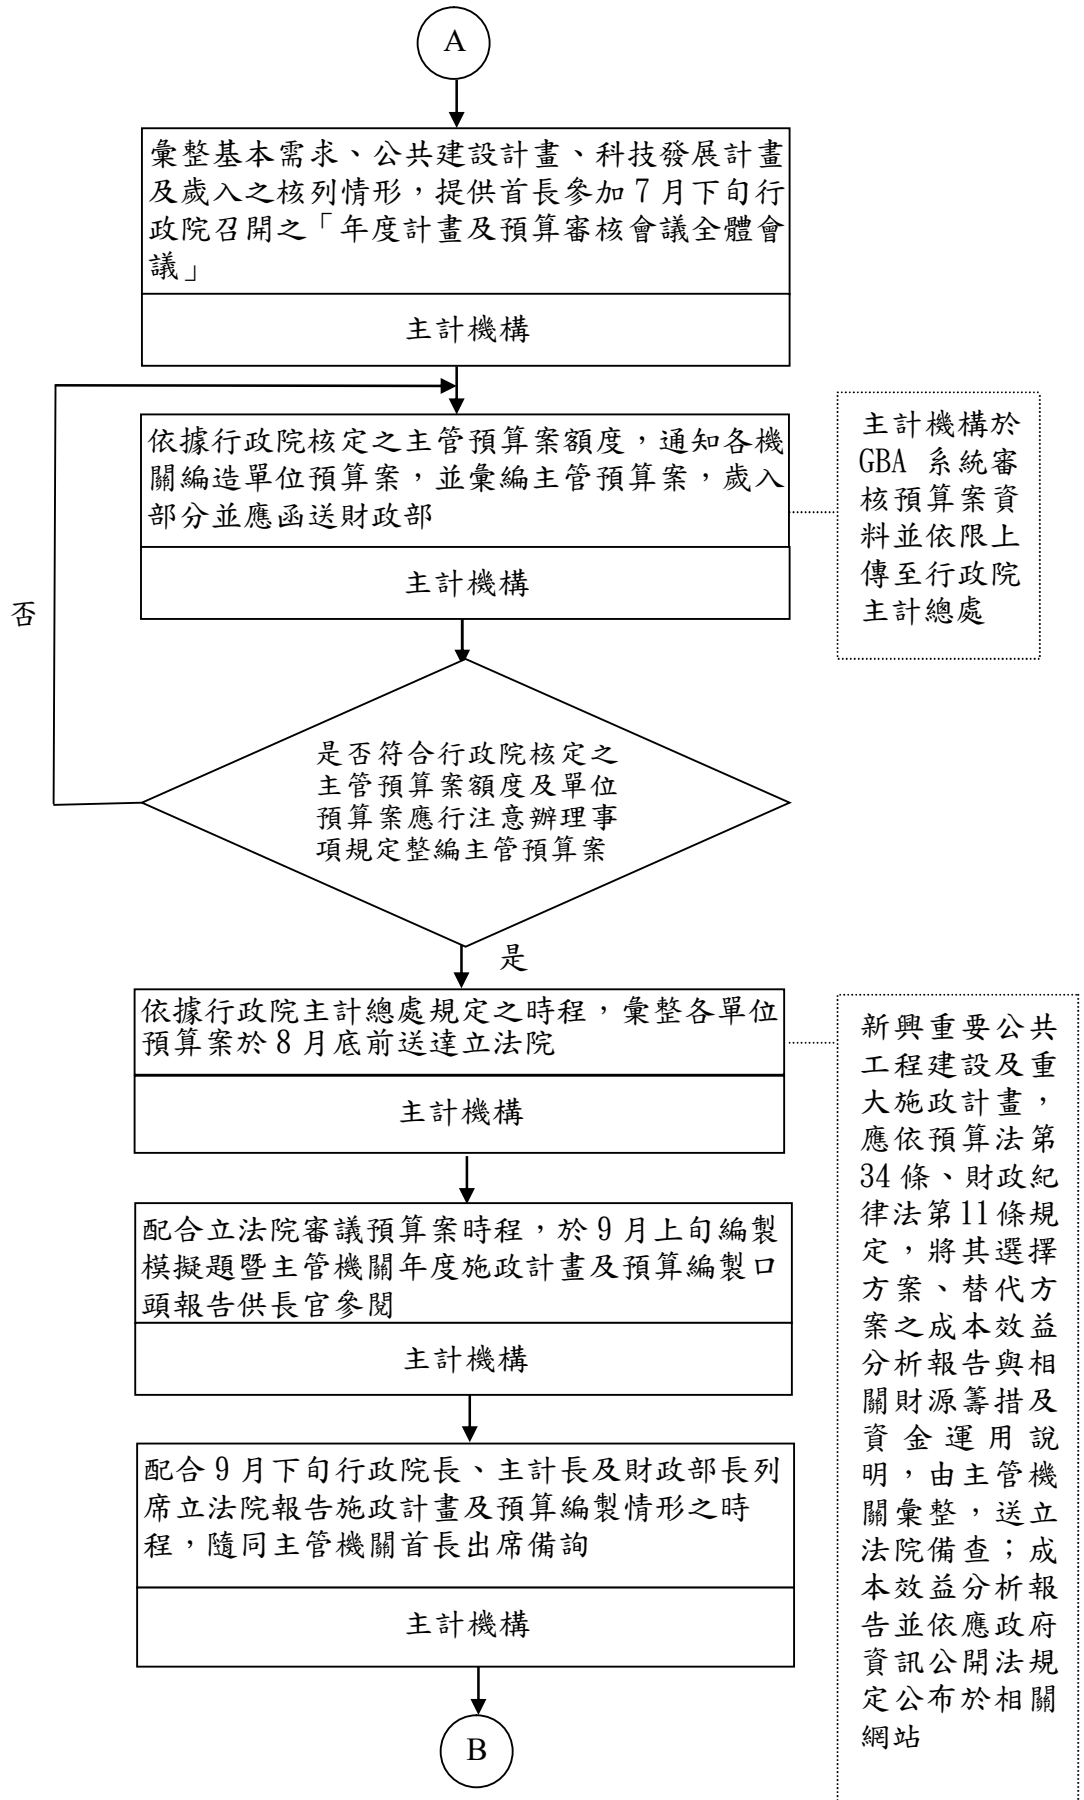 A
彙整基本需求、公共建設計畫、科技發展計畫
及歲入之核列情形，提供首長參加7月下旬行
政院召開之「年度計畫及預算審核會議全體會
議」
主計機構
依據行政院核定之主管預算案額度，通知各機
關編造單位預算案，並彙編主管預算案，歲入
部分並應函送財政部
主計機構
主計機構於
GBA 系統審
核預算案資
料並依限上
傳至行政院
主計總處
否
是否符合行政院核定之
主管預算案額度及單位
預算案應行注意辦理事
項規定整編主管預算案
是
依據行政院主計總處規定之時程，彙整各單位
預算案於8月底前送達立法院
主計機構
新興重要公共
工程建設及重
大施政計畫，
應依預算法第
34條、財政紀
律法第11條規
定，將其選擇
方案、替代方
案之成本效益
分析報告與相
關財源籌措及
資金運用說
明，由主管機
關彙整，送立
法院備查；成
本效益分析報
告並依應政府
資訊公開法規
定公布於相關
網站
配合立法院審議預算案時程，於9月上旬編製
模擬題暨主管機關年度施政計畫及預算編製口
頭報告供長官參閱
主計機構
配合9月下旬行政院長、主計長及財政部長列
席立法院報告施政計畫及預算編製情形之時
程，隨同主管機關首長出席備詢
主計機構
B